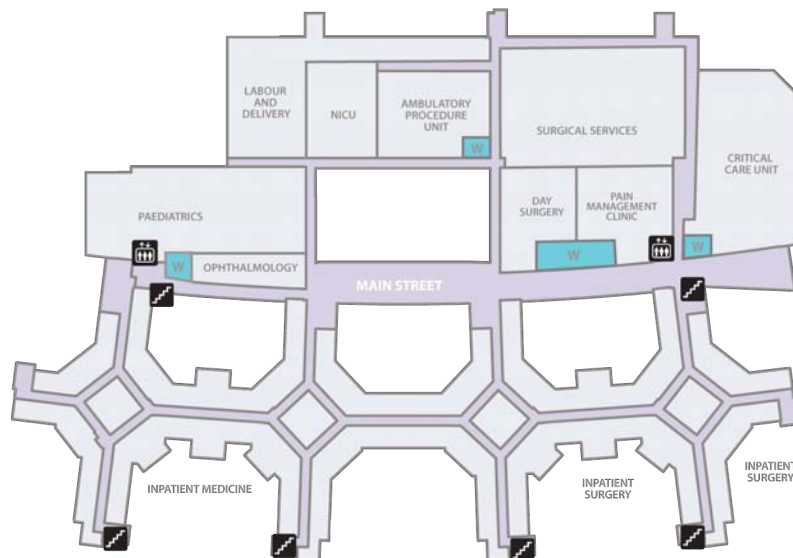 LABOUR
AND
DELIVERY
NICU
AMBULATORY
PROCEDURE
UNIT
W
SURGICAL SERVICES
CRITICAL
CARE UNIT
PAEDIATRICS
DAY
SURGERY
PAIN
MANAGEMENT
CLINIC
W
W
W
OPHTHALMOLOGY
MAIN STREET
INPATIENT MEDICINE
INPATIENT
SURGERY
INPATIENT
SURGERY